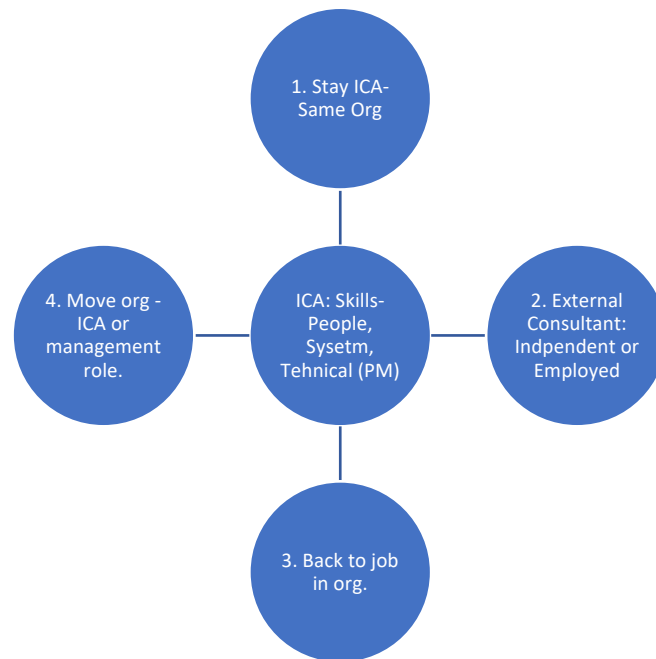 1. Stay ICA-
Same Org
4. Move org -
ICA or
management
role.
ICA: Skills-
People,
Sysetm,
Tehnical (PM)
2. External
Consultant:
Indpendent or
Employed
3. Back to job
in org.